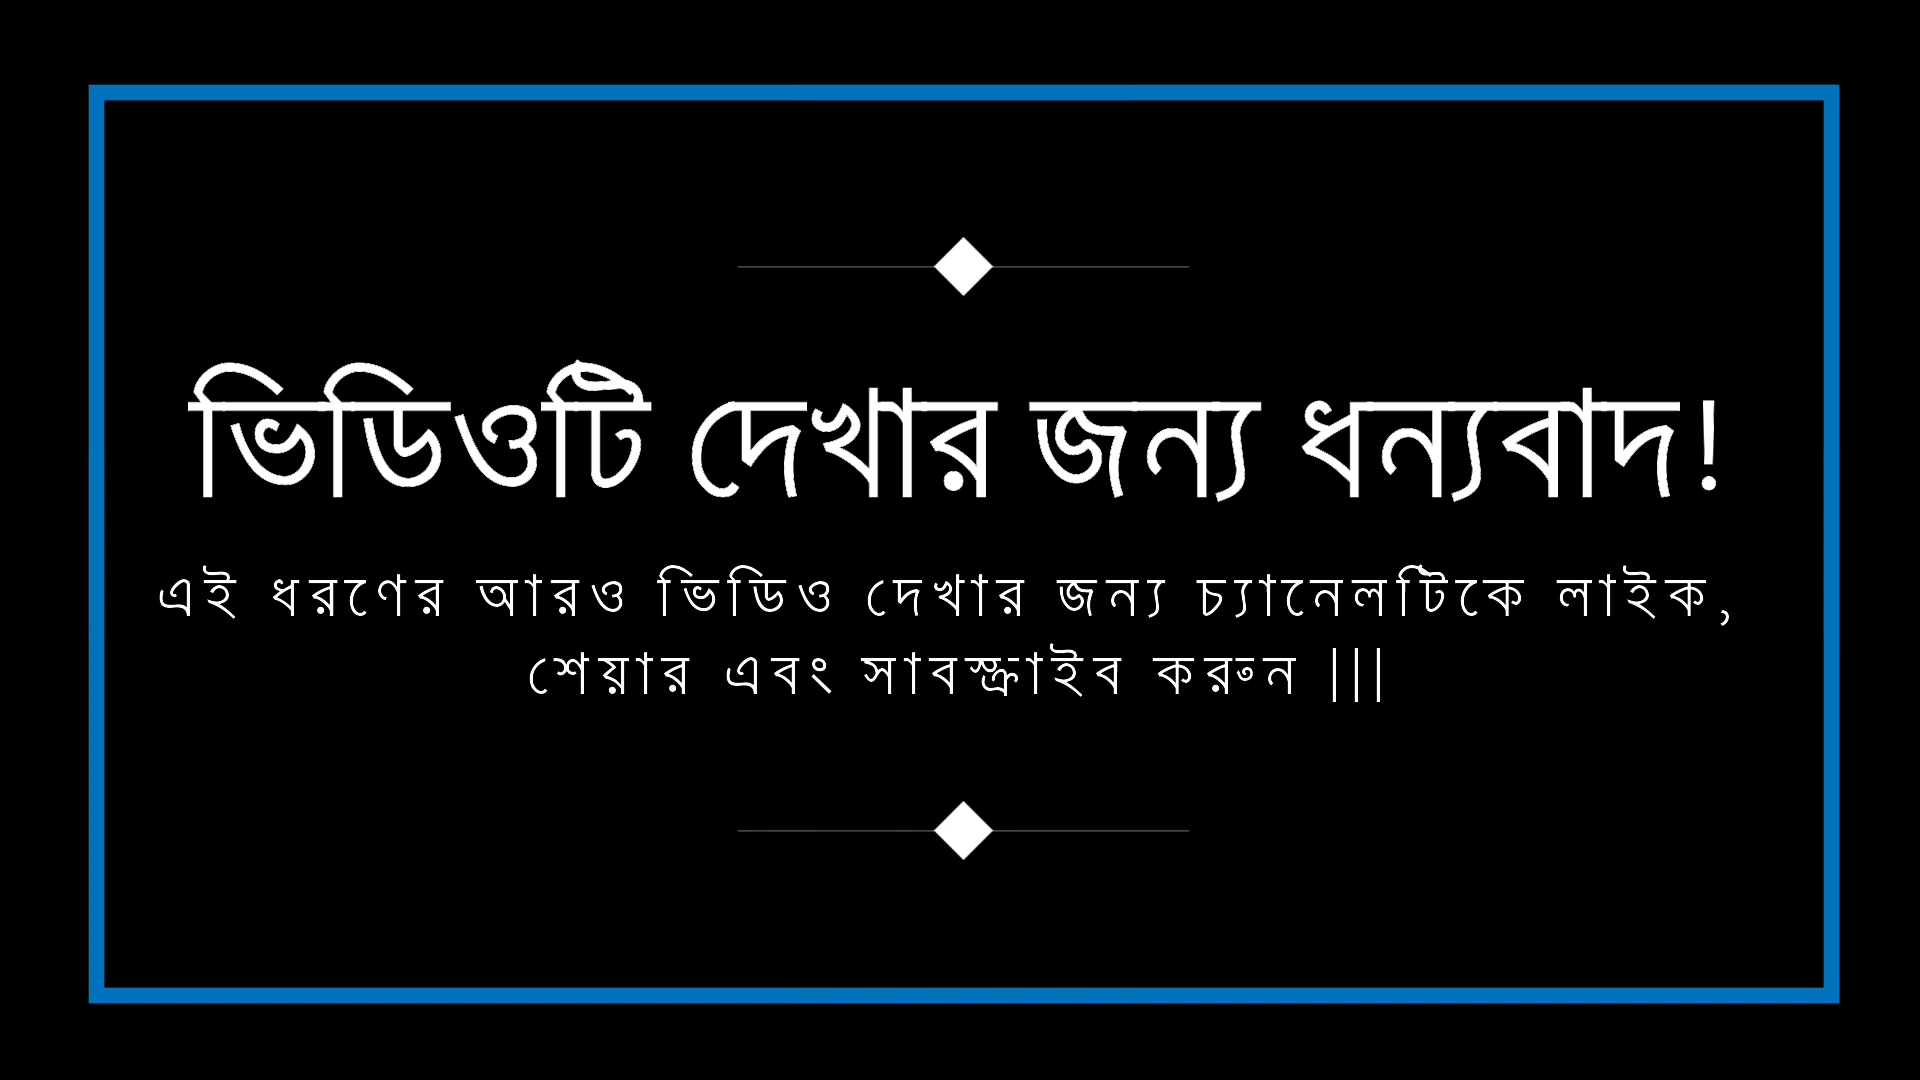 ভিডিওটি দেখার জন্য ধন্যবাদ!
এই ধরণের আরও ভিডিও দেখার জন্য চ্যানেলটিকে লাইক,
শেয়ার এবং সাবস্ক্রাইব করুন |||